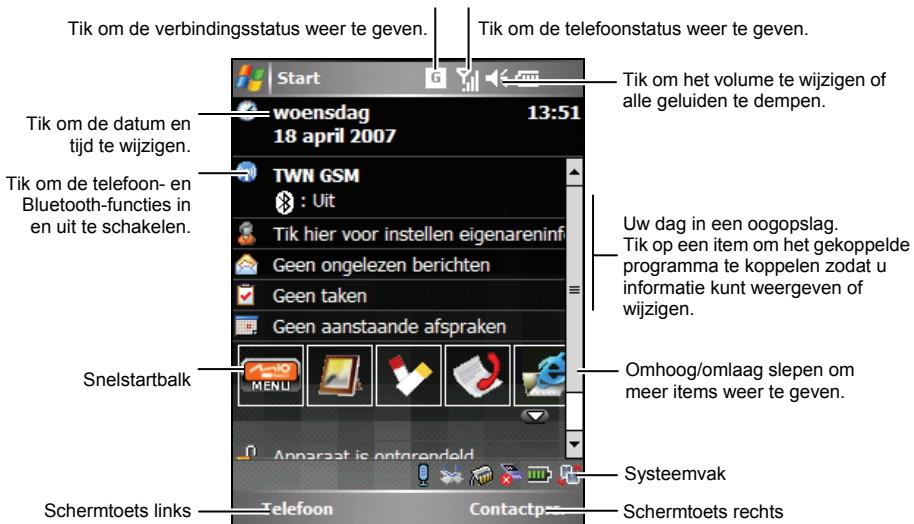 Tik om de verbindingsstatus weer te geven.
Tik om de telefoonstatus weer te geven.
Start
G
Tik om het volume te wijzigen of
alle geluiden te dempen.
woensdag 13:51
18 april 2007
Tik om de datum en
tijd te wijzigen.
TWN GSM
: Uit
Tik om de telefoon- en
Bluetooth-functies in
en uit te schakelen.
Tik hier voor instellen eigenareninf
Geen ongelezen berichten
Geen taken
Geen aanstaande afspraken
Uw dag in een oogopslag.
Tik op een item om het gekoppelde
programma te koppelen zodat u
informatie kunt weergeven of
wijzigen.
Snelstartbalk
MIO
MENU
Omhoog/omlaag slepen om
meer items weer te geven.
Apparaat is ontgrendeld
Systeemvak
Schermtoets links
Telefoon
Contactprs.
Schermtoets rechts